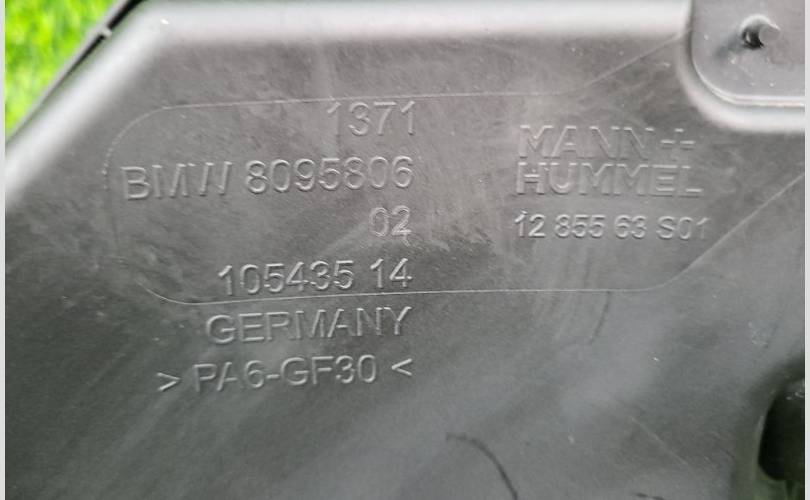 1371
BMW 8095806
02
105435 14
GERMANY
> PA6-GF30 <
MANN+
HUMMEL
12 855 63 S01